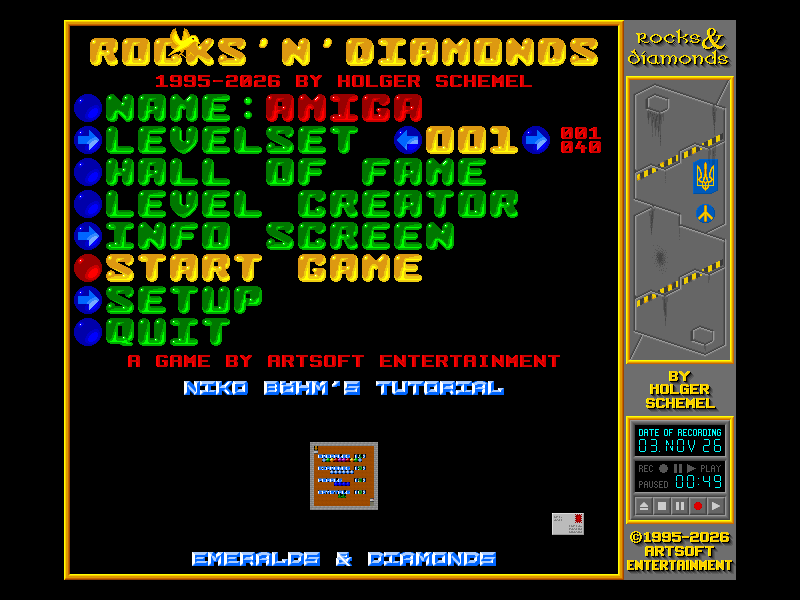 ROCKS'N'DIAMONDS
1995-2026 BY HOLGER SCHEMEL
NAME: AMIGA
LEVELSET 001 001
040
HALL OF FAME
LEVEL CREATOR
INFO SCREEN
START GAME
SETUP
QUIT
A GAME BY ARTSOFT ENTERTAINMENT
NIKO BÖHM'S TUTORIAL
EMERALDS & DIAMONDS
rocks&
diamonds
BY
HOLGER
SCHEMEL
DATE OF RECORDING
03.NOV 26
REC PLAY
PAUSED 00:49
©1995-2026
ARTSOFT
ENTERTAINMENT